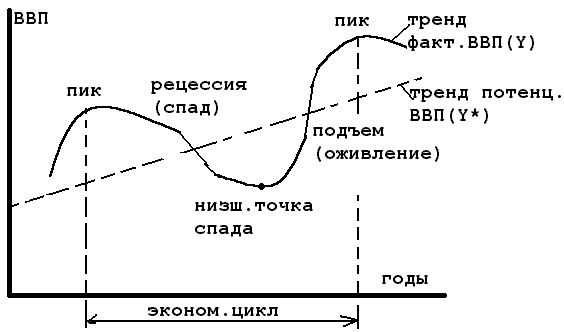 ВВП
пик
тренд
факт.ВВП(Y)
рецессия
(спад)
пик
тренд потенц.
ВВП(Y*)
подъем
(оживление)
низш.точка
спада
годы
эконом.цикл